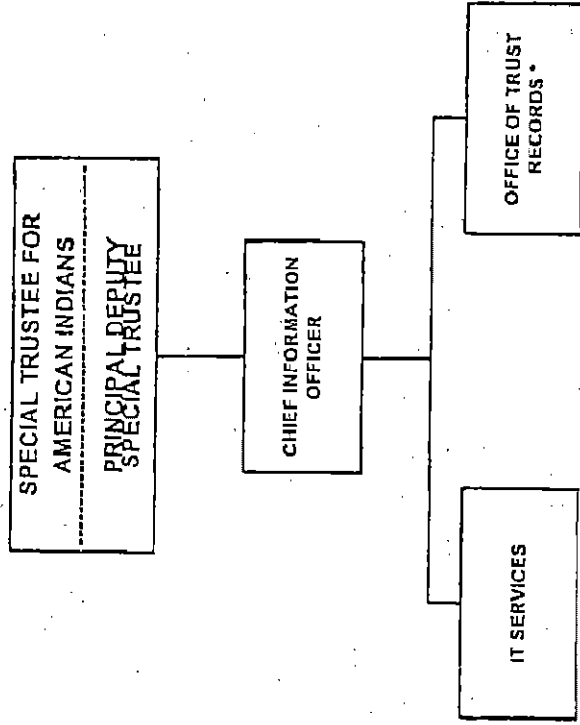 SPECIAL TRUSTEE FOR
AMERICAN INDIANS
PRINCIPAL DEPUTY
SPECIAL TRUSTEE
CHIEF INFORMATION
OFFICER
IT SERVICES
OFFICE OF TRUST
RECORDS *